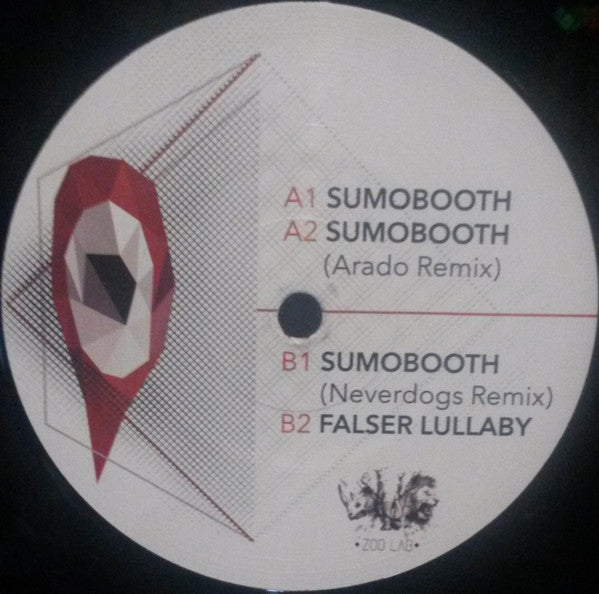 A1 SUMOBOOTH
A2 SUMOBOOTH
(Arado Remix)
B1 SUMOBOOTH
(Neverdogs Remix)
B2 FALSER LULLABY
•ZOO LAB•